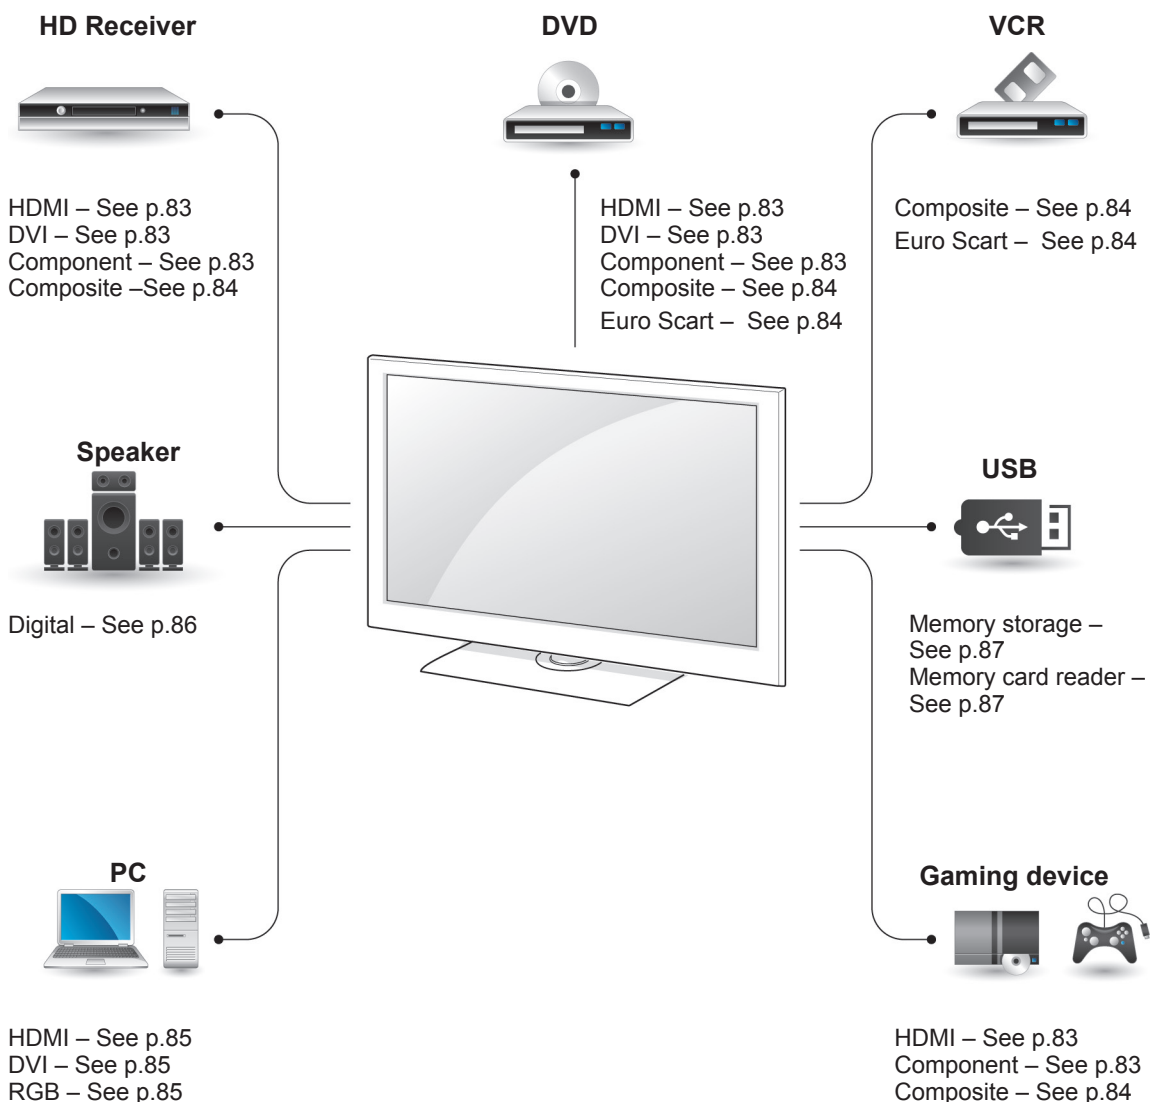 HD Receiver
HDMI – See p.83
DVI – See p.83
Component – See p.83
Composite –See p.84
DVD
HDMI – See p.83
DVI – See p.83
Component – See p.83
Composite – See p.84
Euro Scart –  See p.84
VCR
Composite – See p.84
Euro Scart –  See p.84
Speaker
Digital – See p.86
USB
Memory storage –
See p.87
Memory card reader –
See p.87
PC
HDMI – See p.85
DVI – See p.85
RGB – See p.85
Gaming device
HDMI – See p.83
Component – See p.83
Composite – See p.84